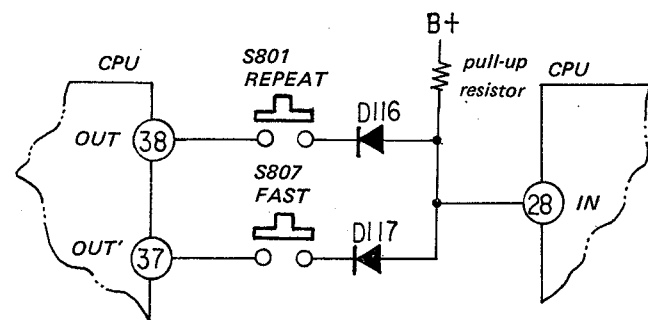 CPU
S801
REPEAT
B+
pull-up
resistor
CPU
OUT
38
D116
S807
FAST
28
IN
OUT'
37
D117